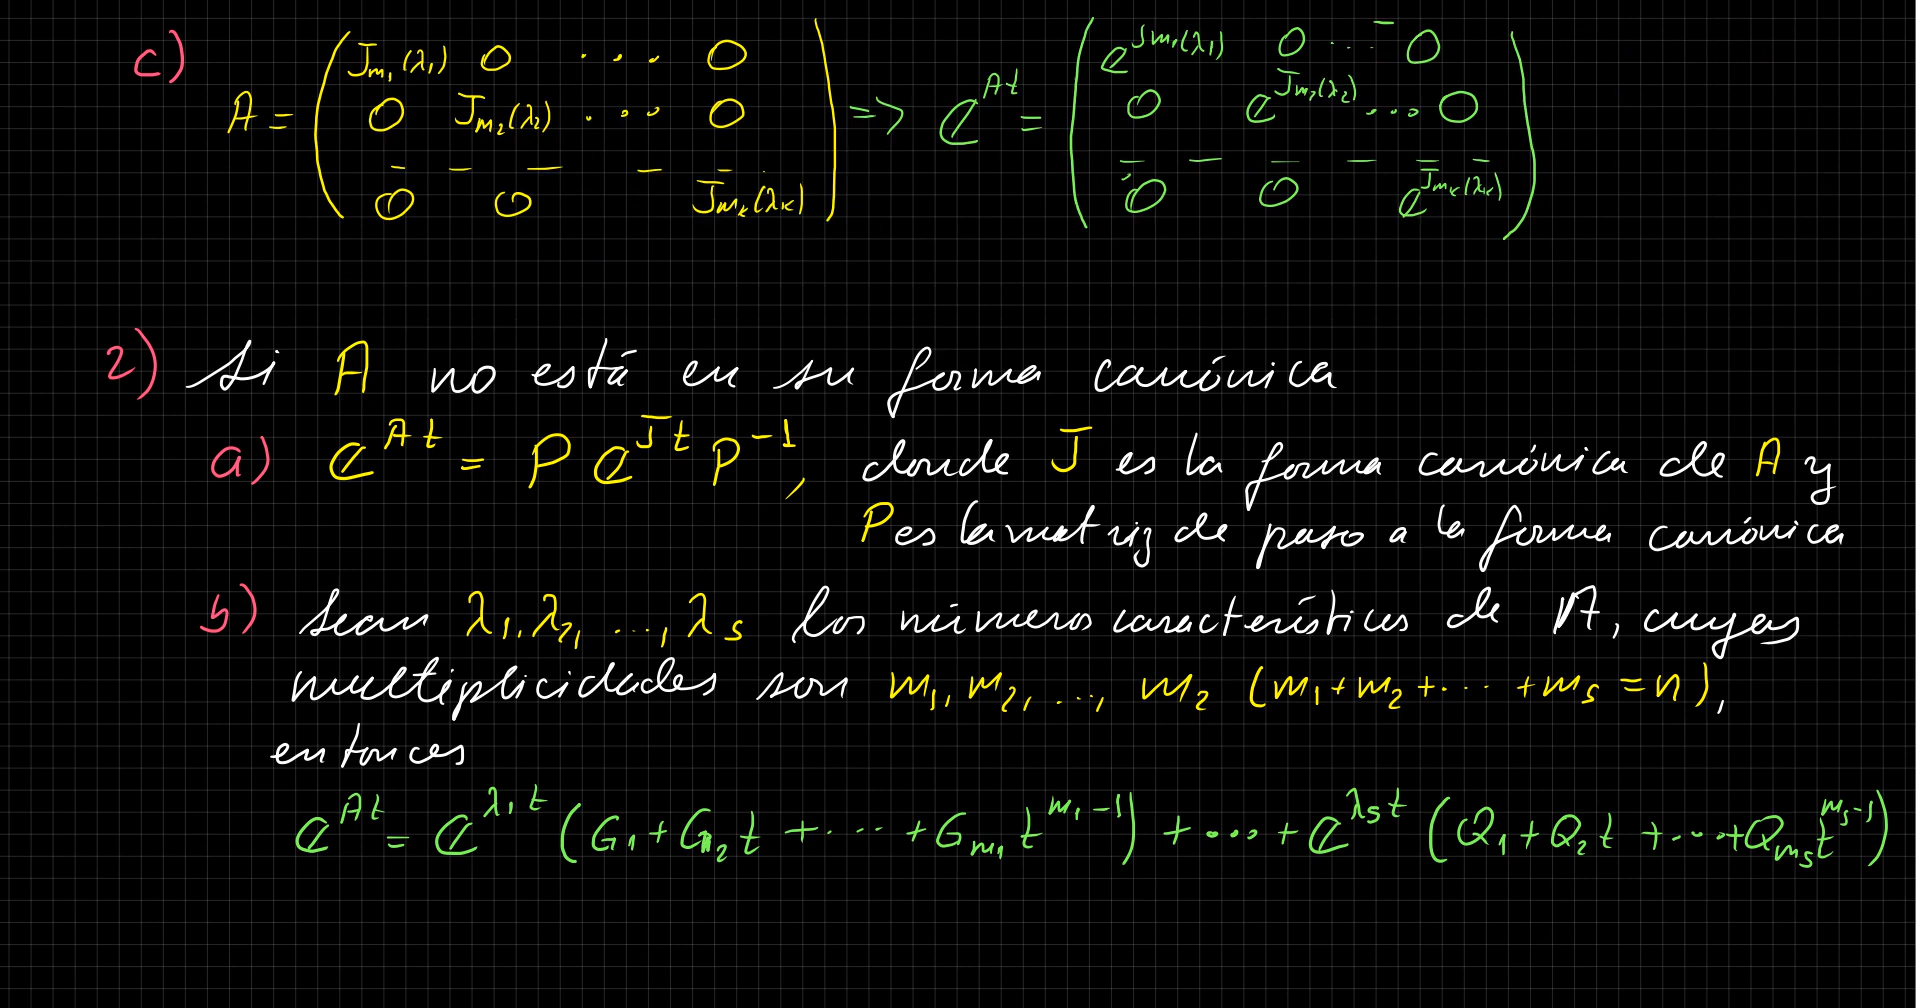 c)
A = ( J_{m_1}(λ_1) 0 ... 0 ; 0 J_{m_2}(λ_2) ... 0 ; - - - - - ; 0 0 J_{m_k}(λ_k) ) => e^{At} = ( e^{J_{m_1}(λ_1)} 0 ... 0 ; 0 e^{J_{m_2}(λ_2)} ... 0 ; - - - - - - ; 0 0 e^{J_{m_k}(λ_k)} )
2) Si A no está en su forma canónica
a) e^{At} = P e^{Jt} P^{-1}, donde J es la forma canónica de A y
P es la matriz de paso a la forma canónica
b) Sean λ_1, λ_2, ..., λ_s los números característicos de A, cuyas
multiplicidades son m_1, m_2, ..., m_2 (m_1 + m_2 + ... + m_s = n),
entonces
e^{At} = e^{λ_1 t} (G_1 + G_2 t + ... + G_{m_1} t^{m_1 - 1}) + ... + e^{λ_s t} (Q_1 + Q_2 t + ... + Q_{m_s} t^{m_s - 1})